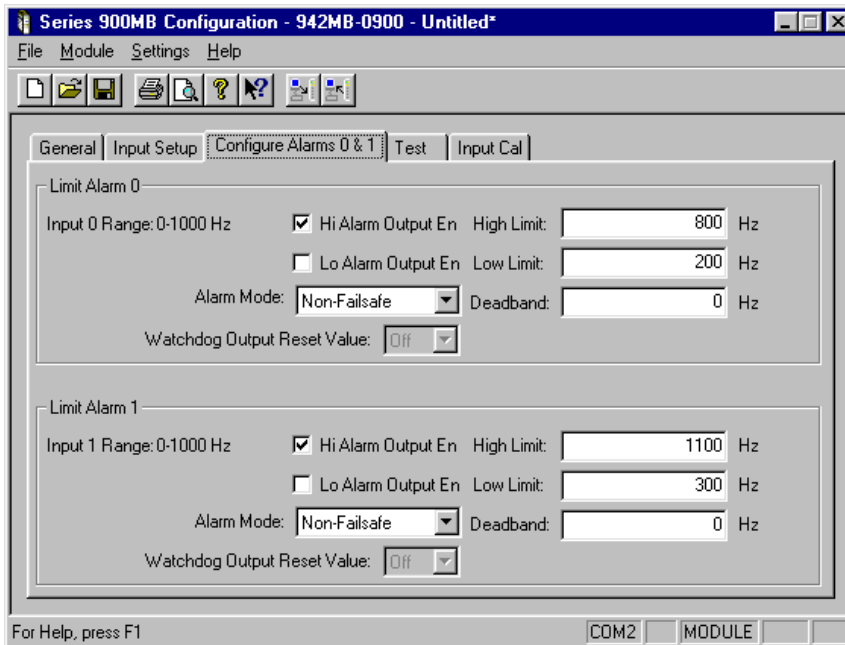 Series 900MB Configuration - 942MB-0900 - Untitled*
File Module Settings Help
General Input Setup Configure Alarms 0 & 1 Test Input Cal
Limit Alarm 0
Input 0 Range: 0-1000 Hz Hi Alarm Output En High Limit: 800 Hz
Lo Alarm Output En Low Limit: 200 Hz
Alarm Mode: Non-Failsafe Deadband: 0 Hz
Watchdog Output Reset Value: Off
Limit Alarm 1
Input 1 Range: 0-1000 Hz Hi Alarm Output En High Limit: 1100 Hz
Lo Alarm Output En Low Limit: 300 Hz
Alarm Mode: Non-Failsafe Deadband: 0 Hz
Watchdog Output Reset Value: Off
For Help, press F1 COM2 MODULE